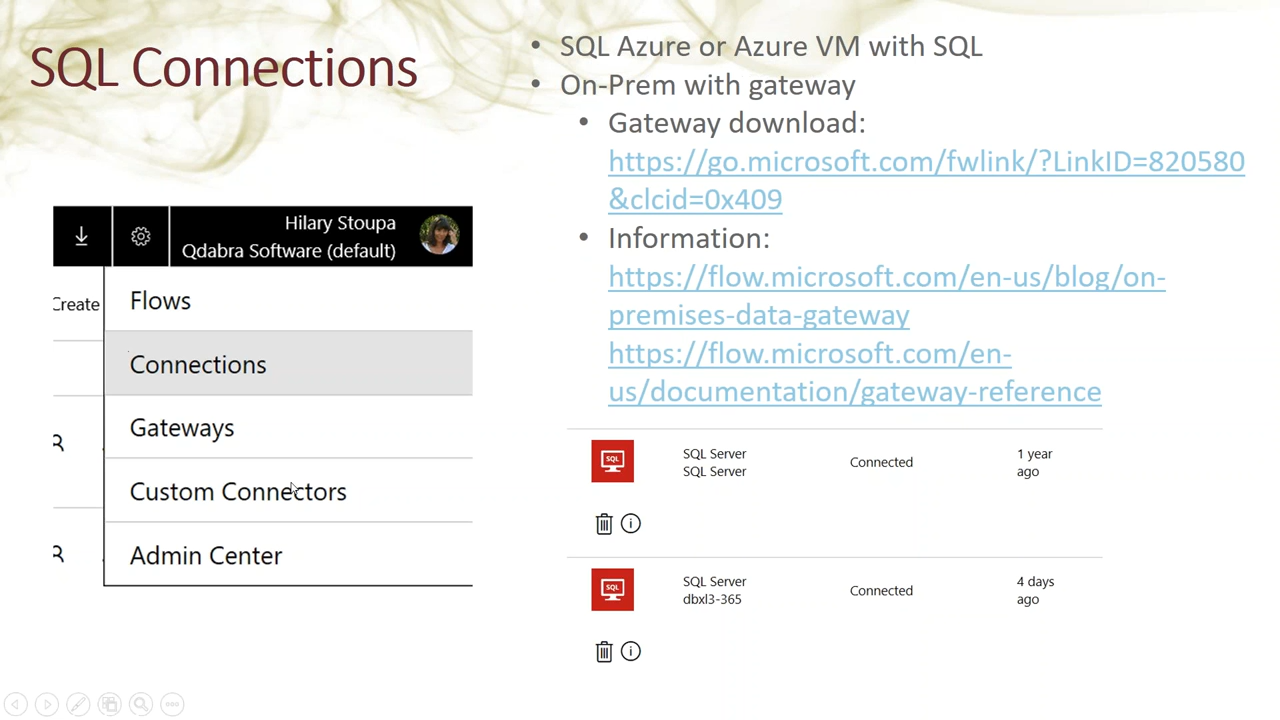 SQL Connections
• SQL Azure or Azure VM with SQL
• On-Prem with gateway
• Gateway download:
https://go.microsoft.com/fwlink/?LinkID=820580
&clcid=0x409
• Information:
https://flow.microsoft.com/en-us/blog/on-
premises-data-gateway
https://flow.microsoft.com/en-
us/documentation/gateway-reference
Hilary Stoupa
Qdabra Software (default)
Create
Flows
Connections
Gateways
Custom Connectors
Admin Center
SQL
SQL Server
SQL Server
Connected
1 year
ago
SQL
SQL Server
dbxl3-365
Connected
4 days
ago